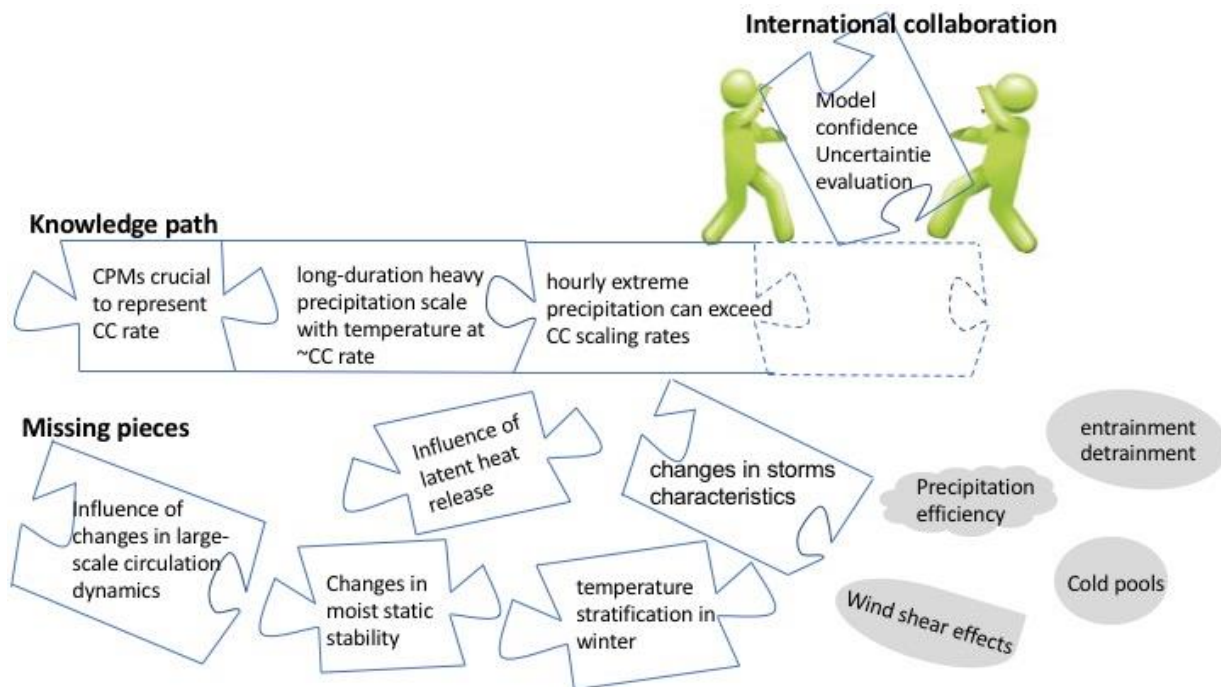 International collaboration
Model
confidence
Uncertaintie
evaluation
Knowledge path
CPMs crucial
to represent
CC rate
long-duration heavy
precipitation scale
with temperature at
~CC rate
hourly extreme
precipitation can exceed
CC scaling rates
Missing pieces
Influence of
changes in large-
scale circulation
dynamics
Influence of
latent heat
release
Changes in
moist static
stability
changes in storms
characteristics
temperature
stratification in
winter
Precipitation
efficiency
entrainment
detrainment
Wind shear effects
Cold pools